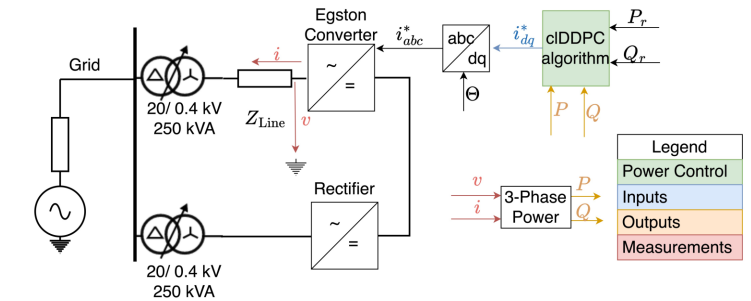 Egston
Converter
i*abc
abc
dq
i*dq
clDDPC
algorithm
Pr
Qr
Grid
i
~
=
20/ 0.4 kV
250 kVA
ZLine
v
Θ
P
Q
Legend
Power Control
Inputs
Outputs
Measurements
Rectifier
~
=
v
i
3-Phase
Power
P
Q
20/ 0.4 kV
250 kVA